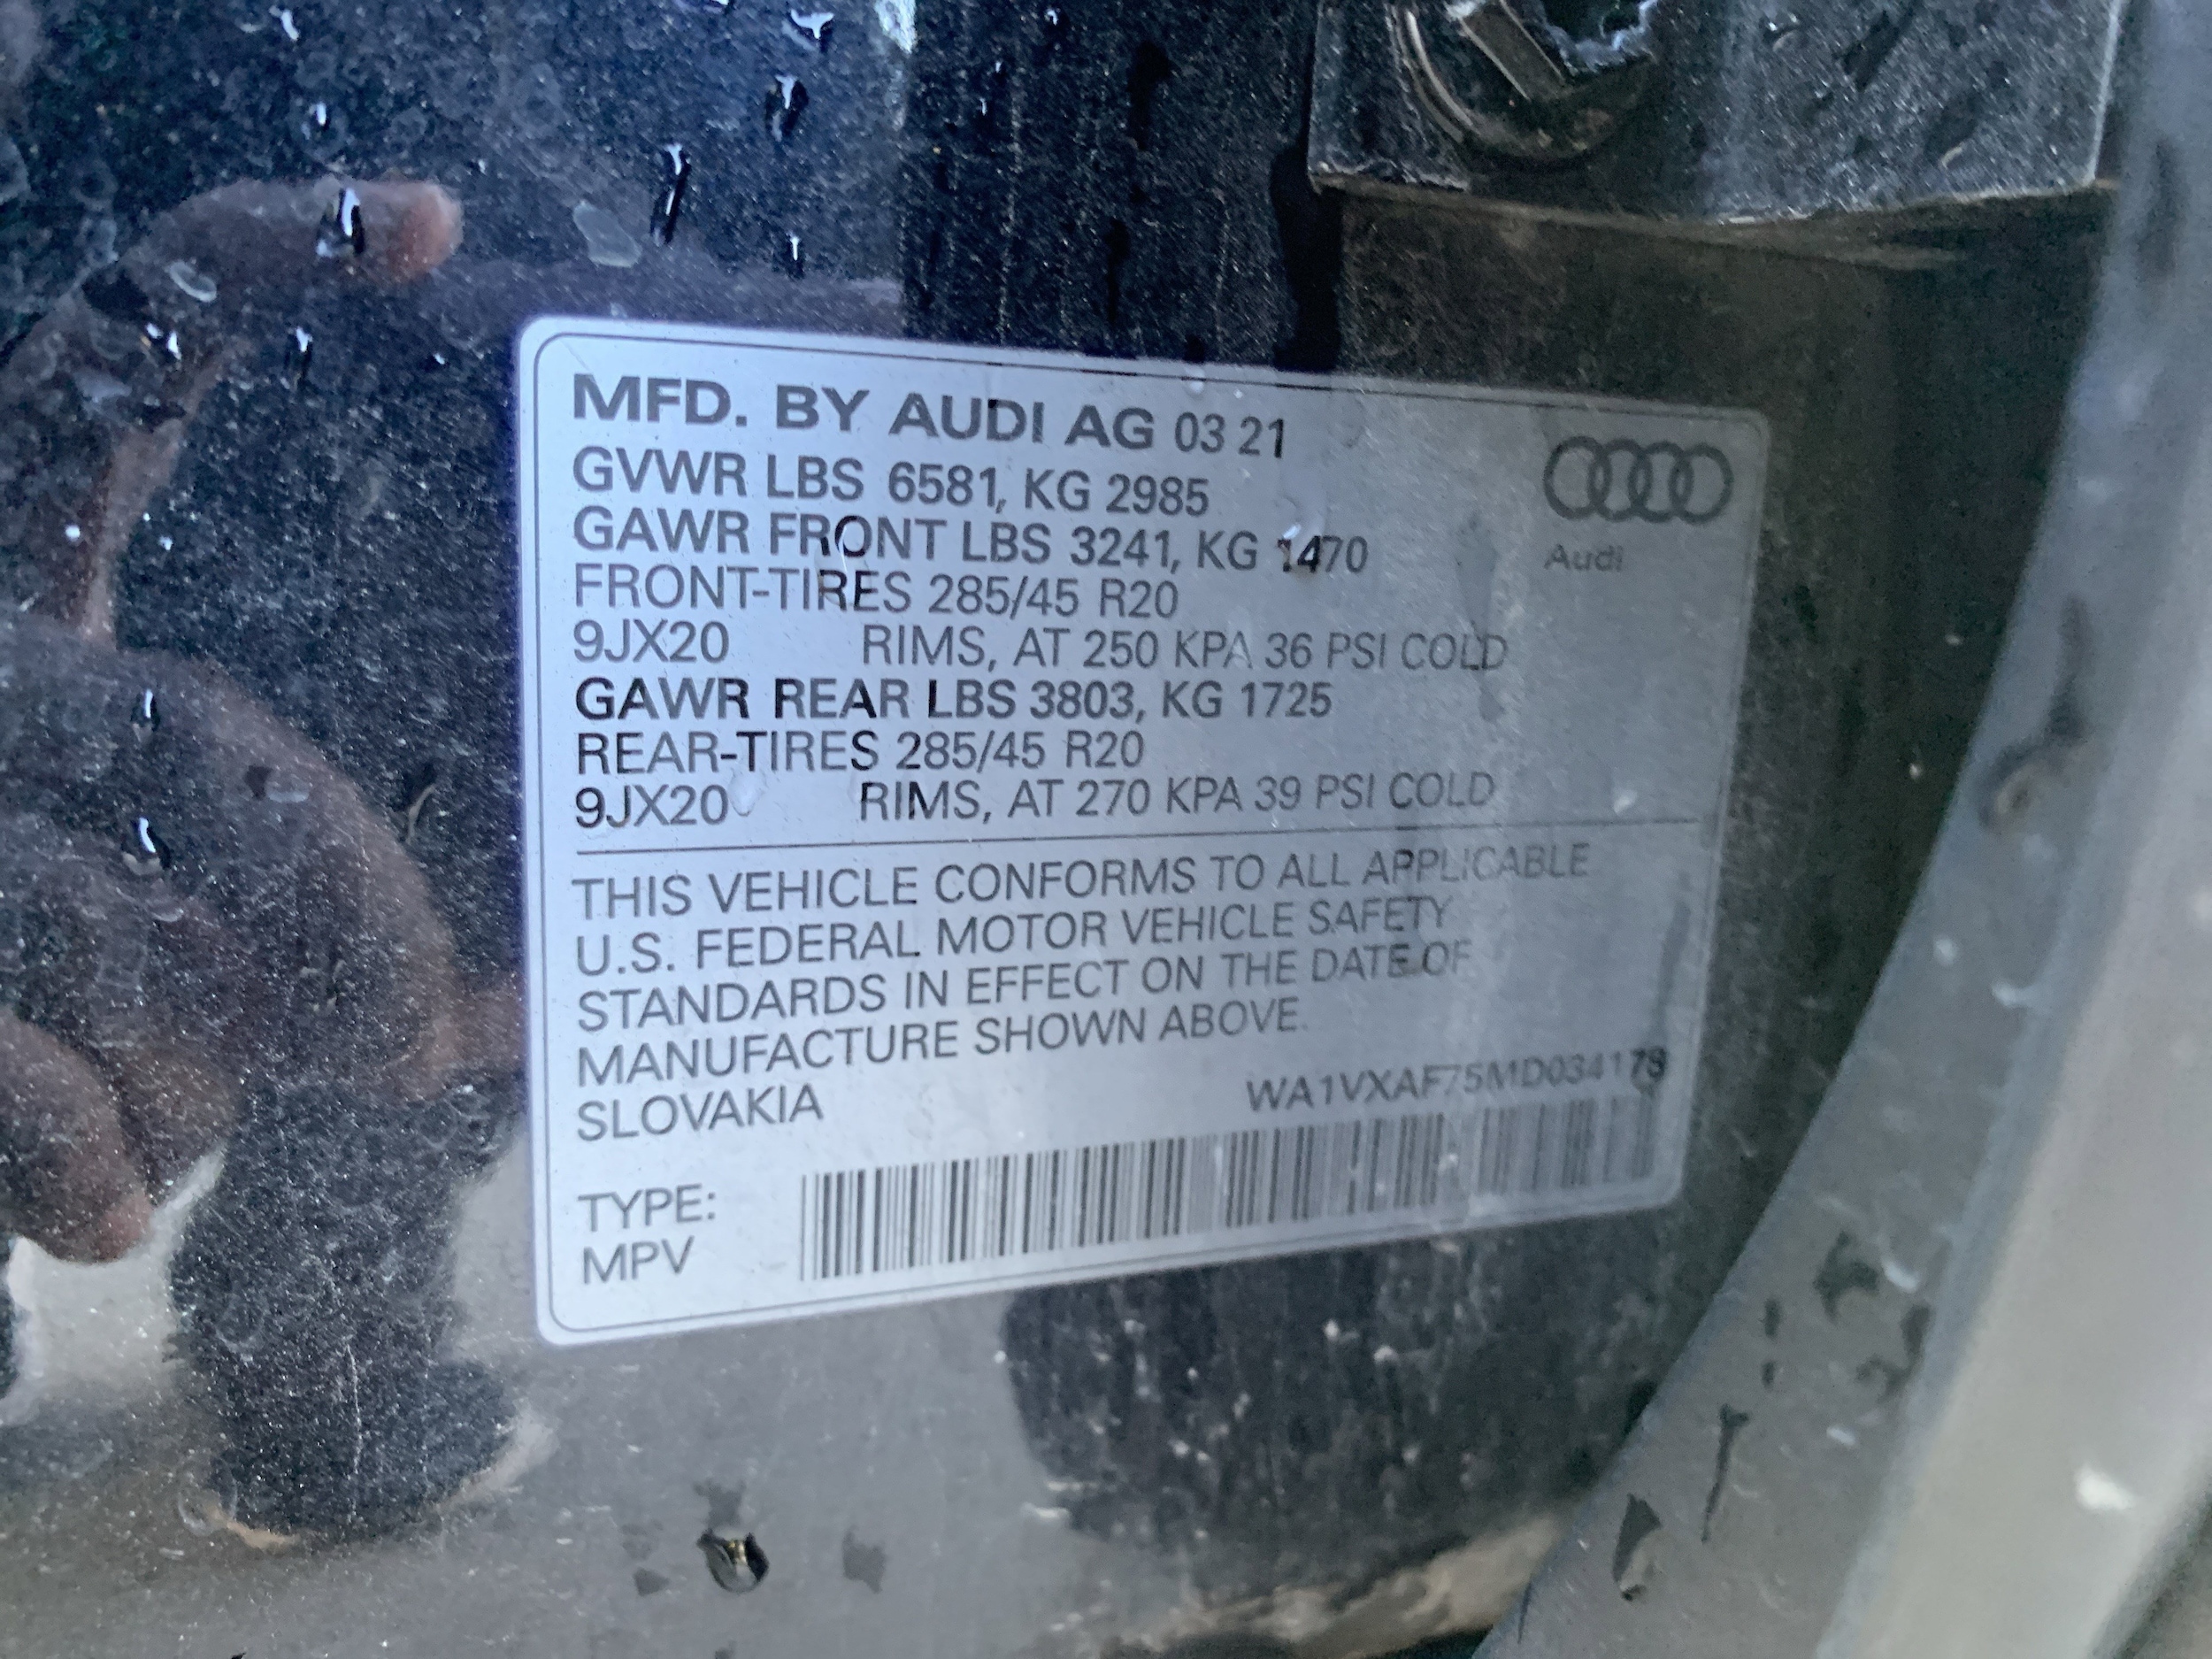 MFD. BY AUDI AG 03 21
GVWR LBS 6581, KG 2985
GAWR FRONT LBS 3241, KG 1470
FRONT-TIRES 285/45 R20
9JX20 RIMS, AT 250 KPA 36 PSI COLD
GAWR REAR LBS 3803, KG 1725
REAR-TIRES 285/45 R20
9JX20 RIMS, AT 270 KPA 39 PSI COLD
Audi
THIS VEHICLE CONFORMS TO ALL APPLICABLE
U.S. FEDERAL MOTOR VEHICLE SAFETY
STANDARDS IN EFFECT ON THE DATE OF
MANUFACTURE SHOWN ABOVE.
SLOVAKIA
TYPE:
MPV